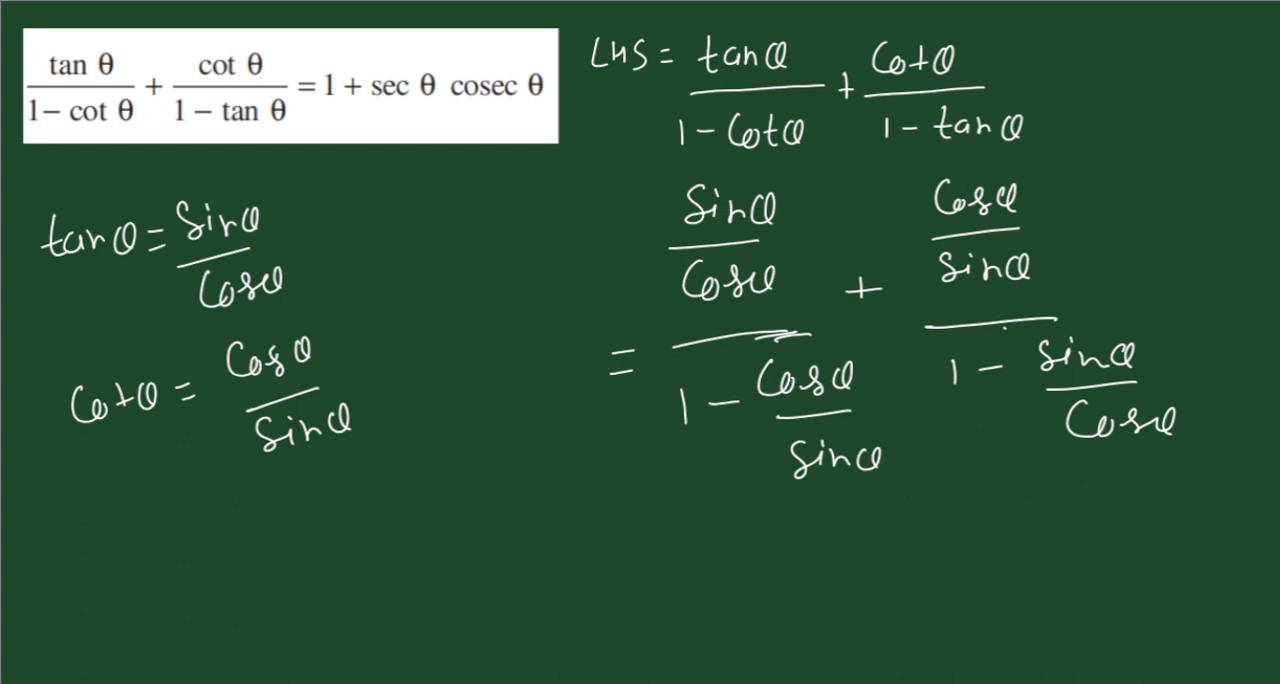 tan θ / 1– cot θ + cot θ / 1 – tan θ = 1 + sec θ cosec θ
LHS = tanθ / 1 - Cotθ + Cotθ / 1 - tanθ
tanθ = Sinθ / Cosθ
Cotθ = Cosθ / Sinθ
= Sinθ / Cosθ / 1 - Cosθ / Sinθ + Cosθ / Sinθ / 1 - Sinθ / Cosθ